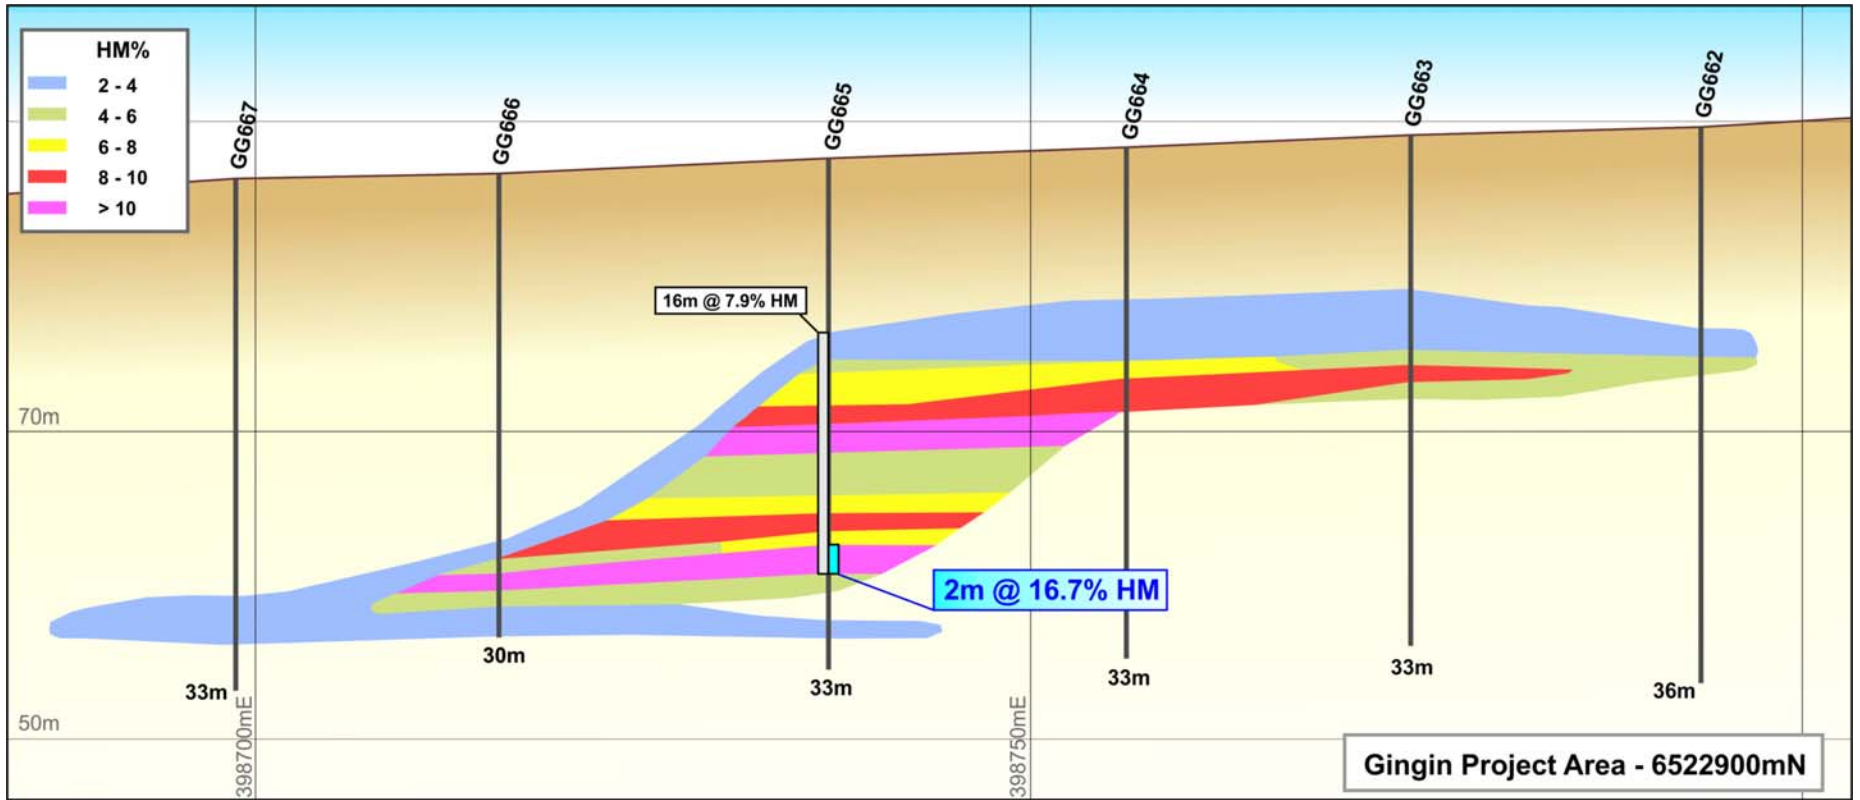 HM%
2 - 4
4 - 6
6 - 8
8 - 10
> 10
GG667
GG666
GG665
GG664
GG663
GG662
16m @ 7.9% HM
70m
2m @ 16.7% HM
30m
33m
33m
33m
33m
36m
50m
398700mE
398750mE
Gingin Project Area - 6522900mN